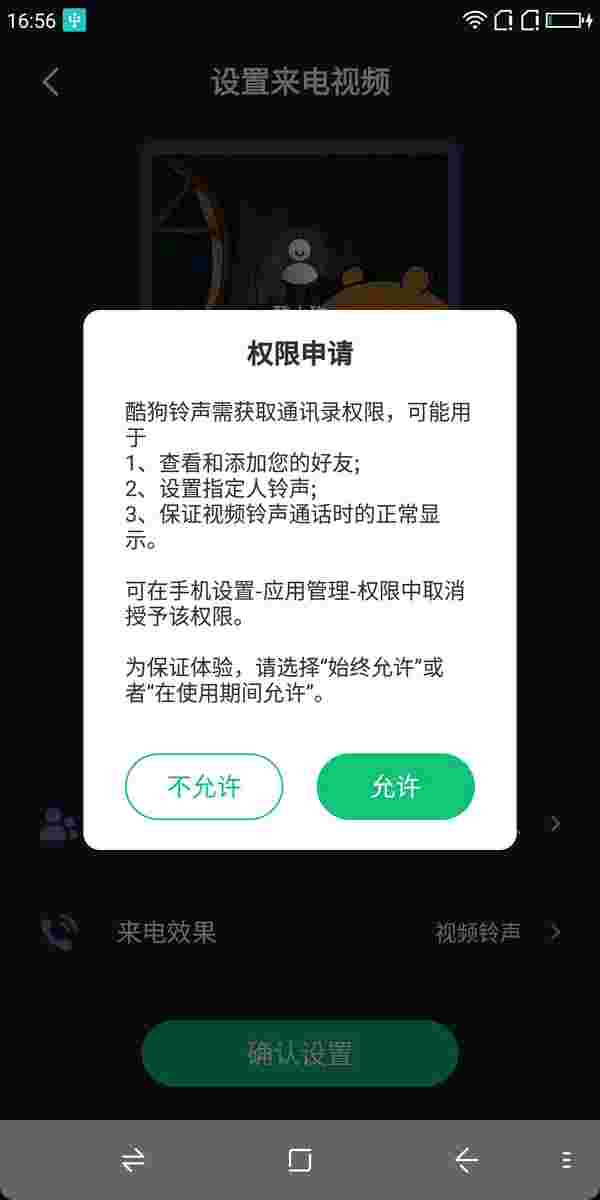 16:56
设置来电视频
权限申请
酷狗铃声需获取通讯录权限，可能用
于
1、查看和添加您的好友;
2、设置指定人铃声;
3、保证视频铃声通话时的正常显
示。
可在手机设置-应用管理-权限中取消
授予该权限。
为保证体验，请选择“始终允许”或
者“在使用期间允许”。
不允许
允许
来电效果
视频铃声
确认设置